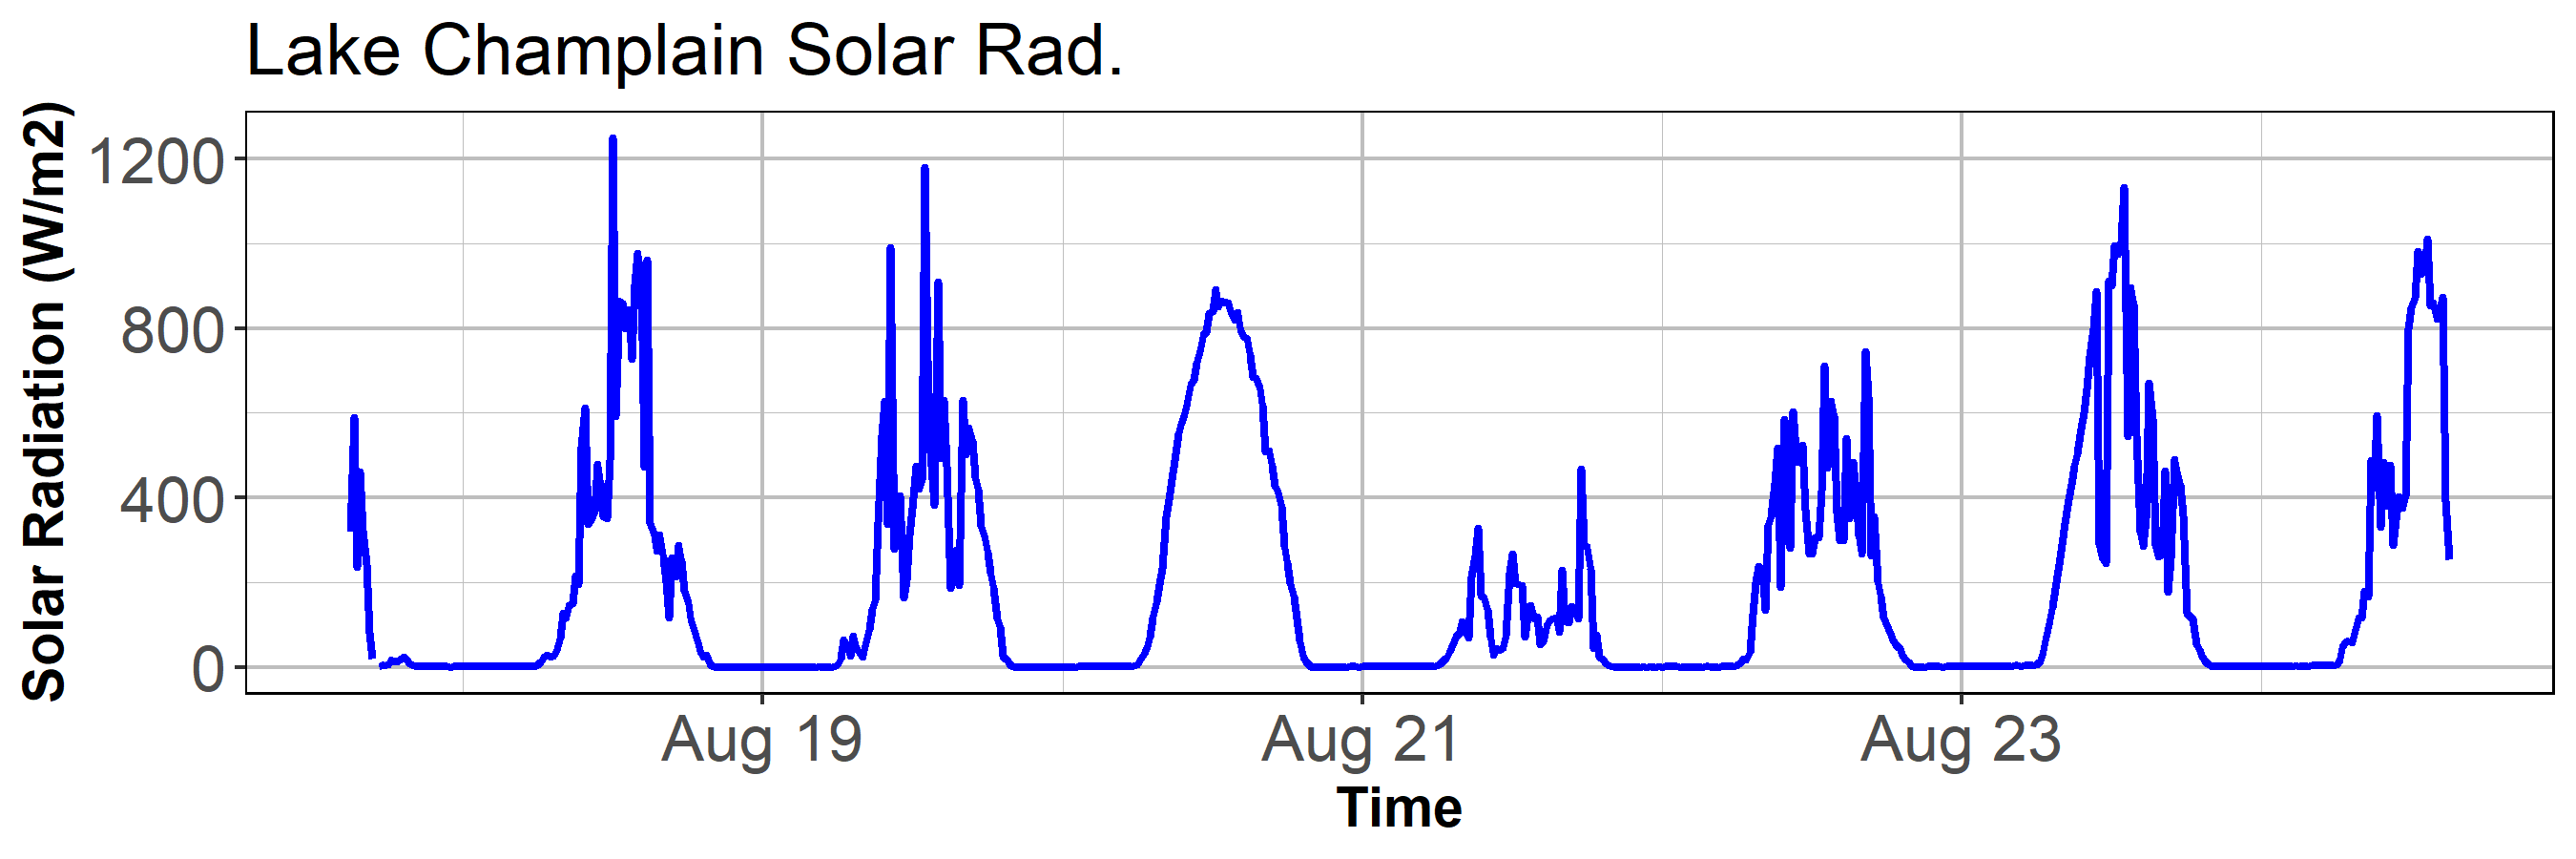 Lake Champlain Solar Rad.
Solar Radiation (W/m2)
1200
800
400
0
Aug 19
Aug 21
Aug 23
Time